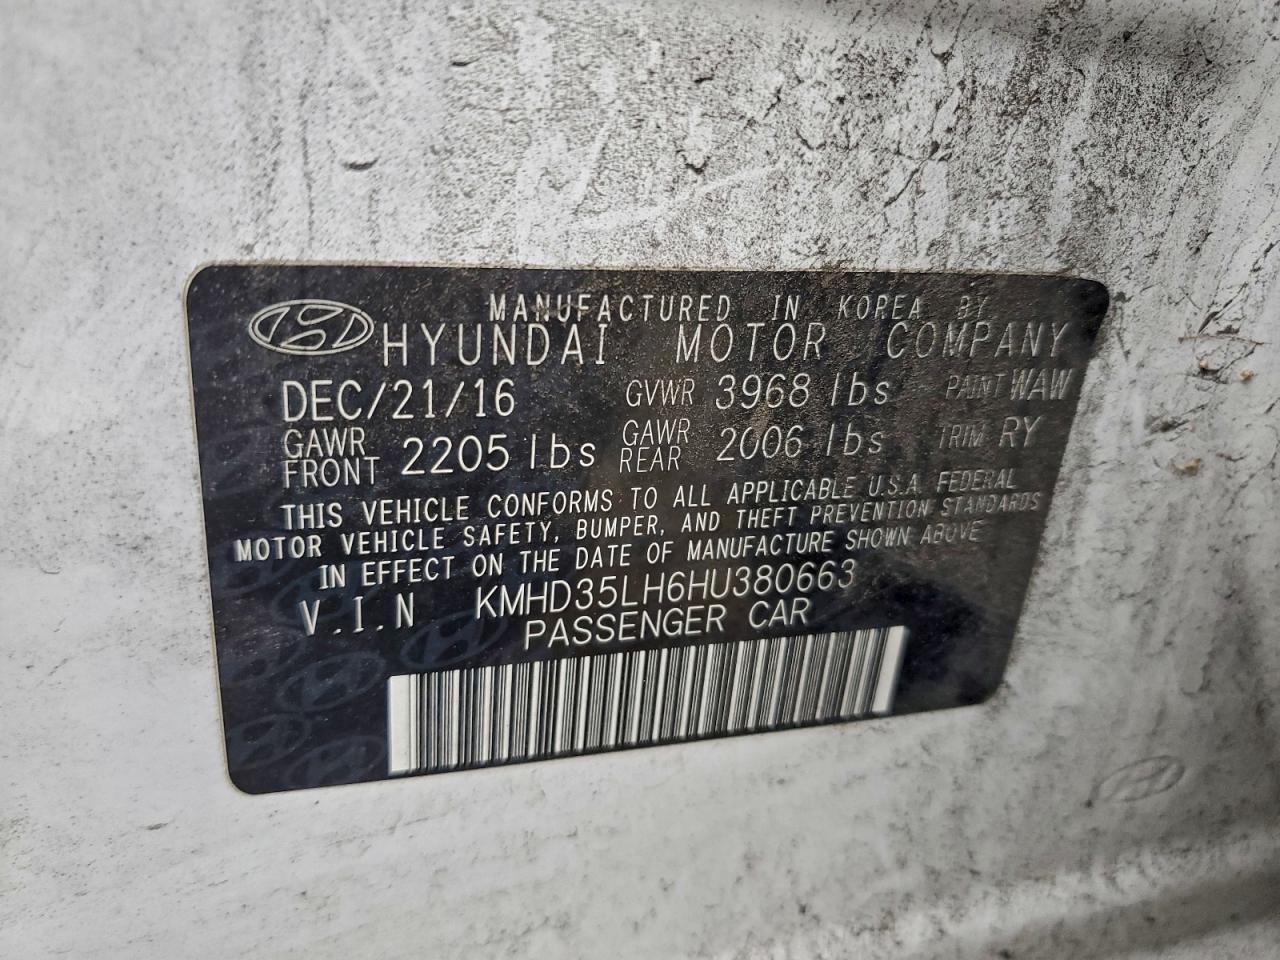 MANUFACTURED IN KOREA BY
HYUNDAI MOTOR COMPANY
DEC/21/16 GVWR 3968 lbs PAINT WAW
GAWR FRONT 2205 lbs GAWR REAR 2006 lbs TRIM RY
THIS VEHICLE CONFORMS TO ALL APPLICABLE U.S.A. FEDERAL
MOTOR VEHICLE SAFETY, BUMPER, AND THEFT PREVENTION STANDARDS
IN EFFECT ON THE DATE OF MANUFACTURE SHOWN ABOVE
V.I.N KMHD35LH6HU380663
PASSENGER CAR